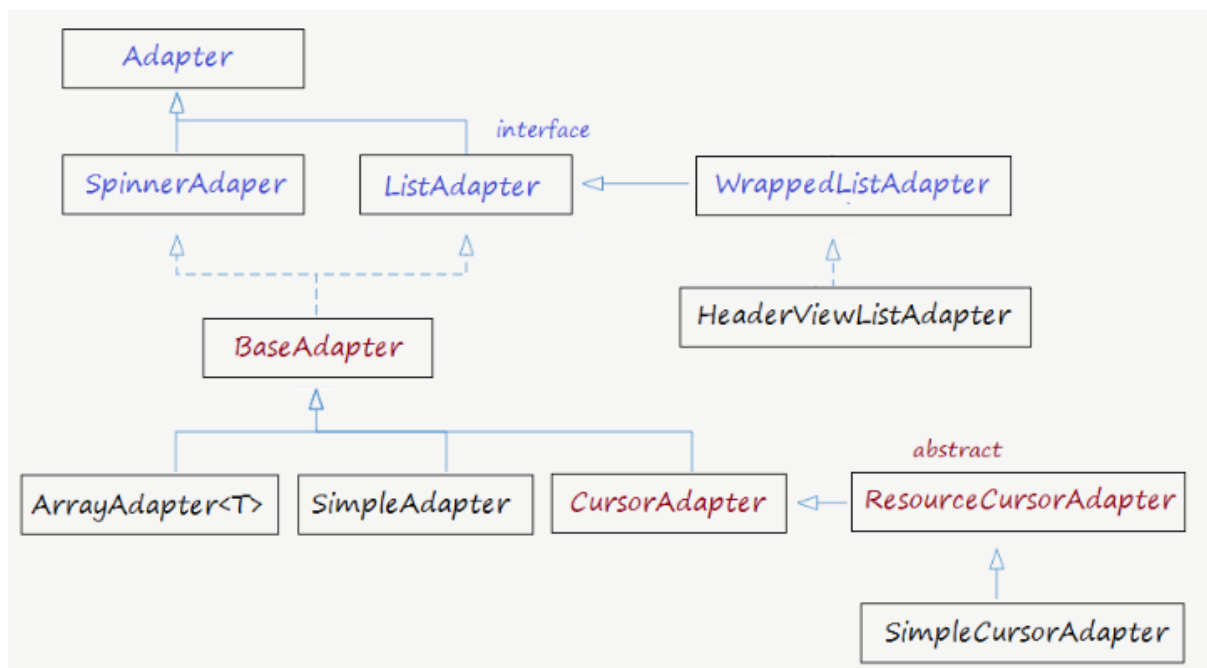 Adapter
interface
SpinnerAdaper
ListAdapter
WrappedListAdapter
HeaderViewListAdapter
BaseAdapter
abstract
ArrayAdapter<T>
SimpleAdapter
CursorAdapter
ResourceCursorAdapter
SimpleCursorAdapter